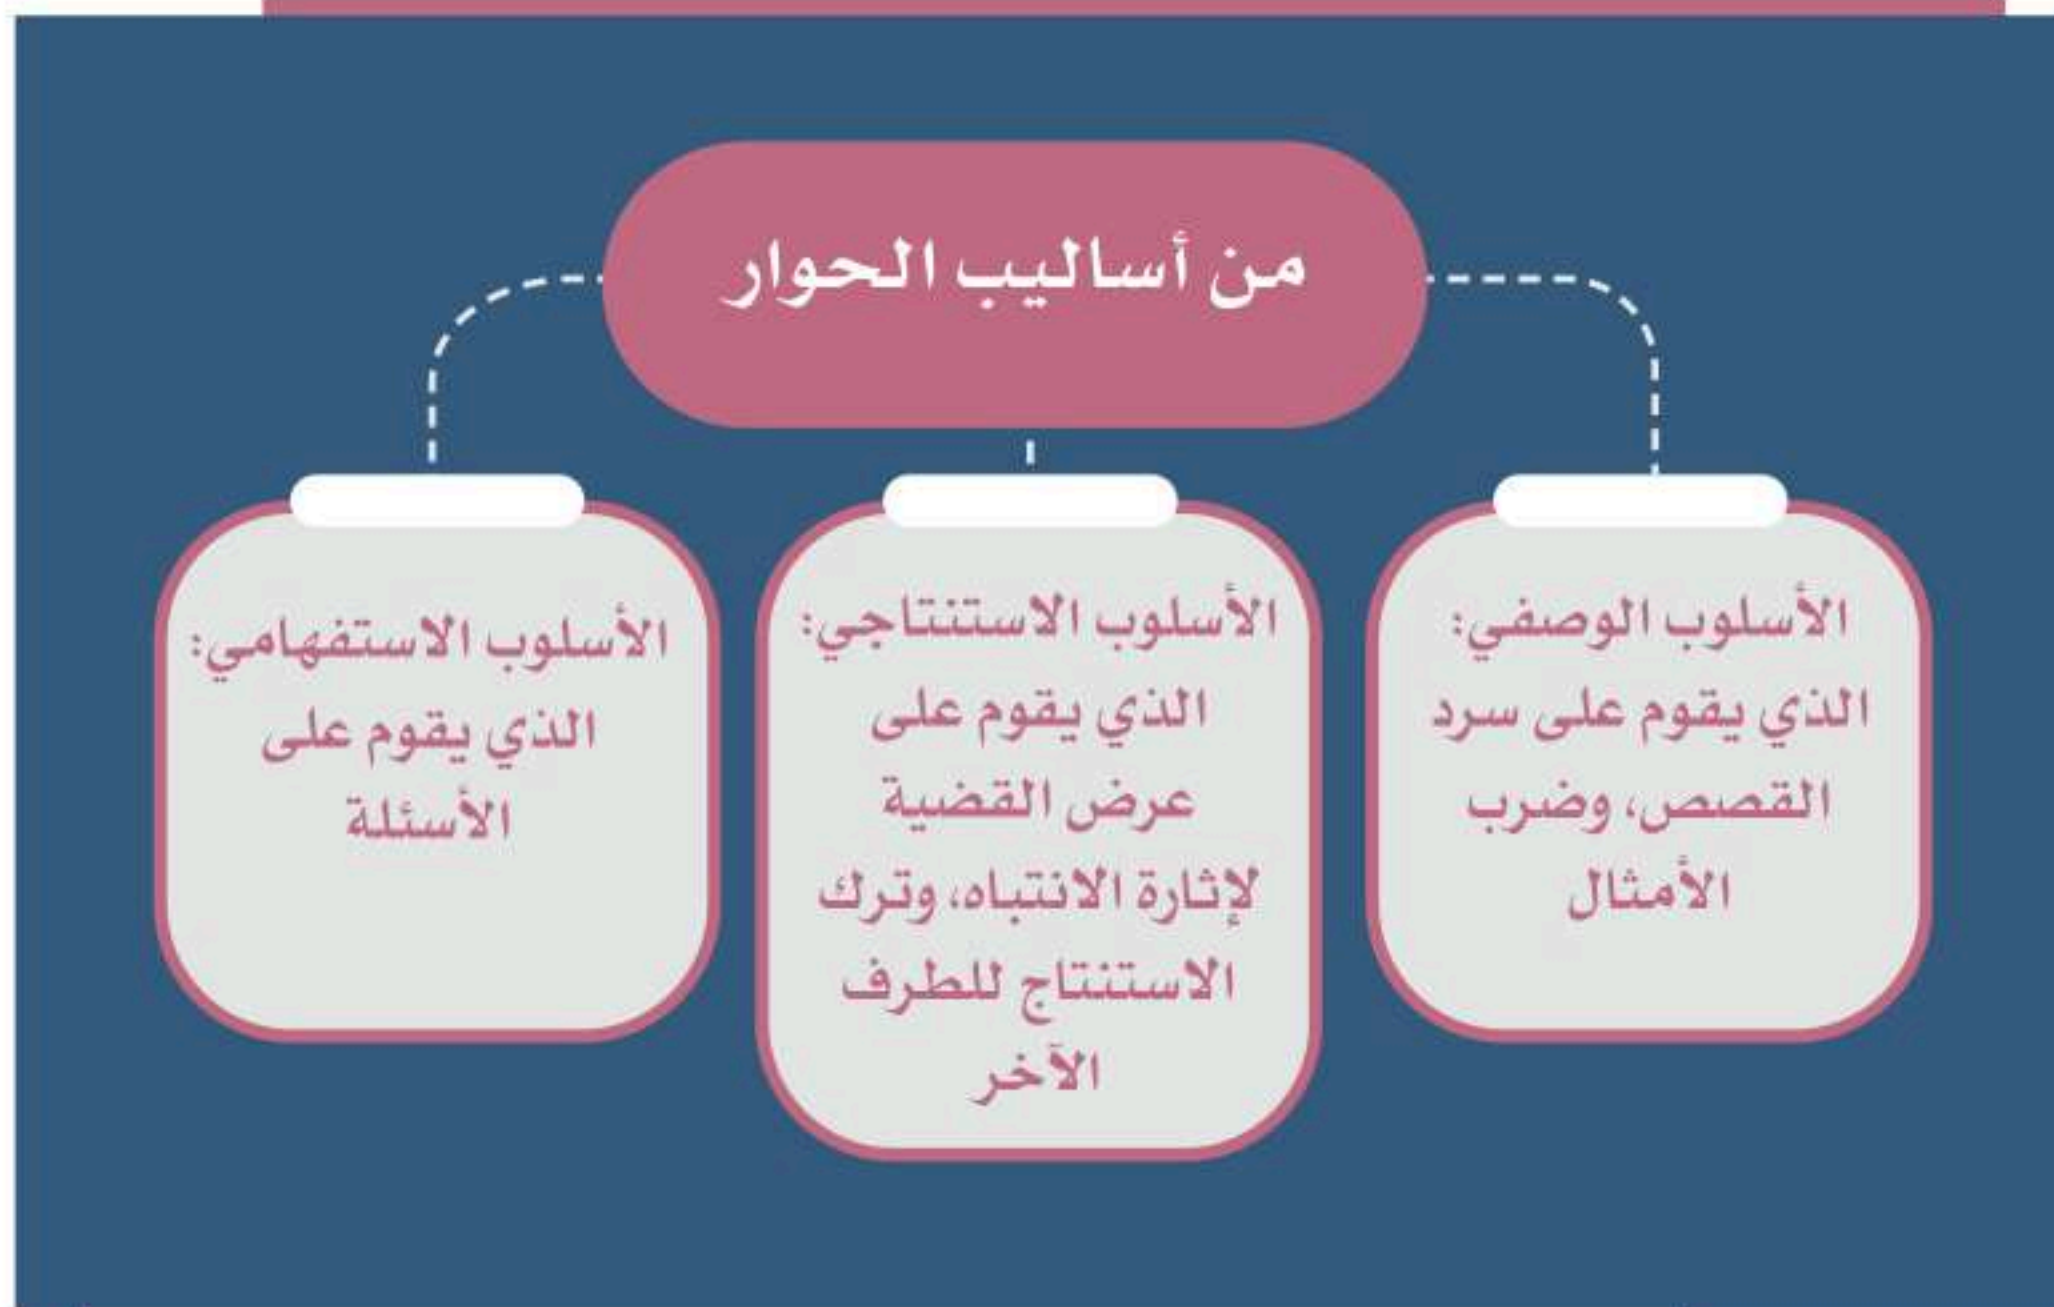 من أساليب الحوار
الأسلوب الوصفي:
الذي يقوم على سرد
القصص، وضرب
الأمثال
الأسلوب الاستنتاجي:
الذي يقوم على
عرض القضية
لإثارة الانتباه، وترك
الاستنتاج للطرف
الآخر
الأسلوب الاستفهامي:
الذي يقوم على
الأسئلة